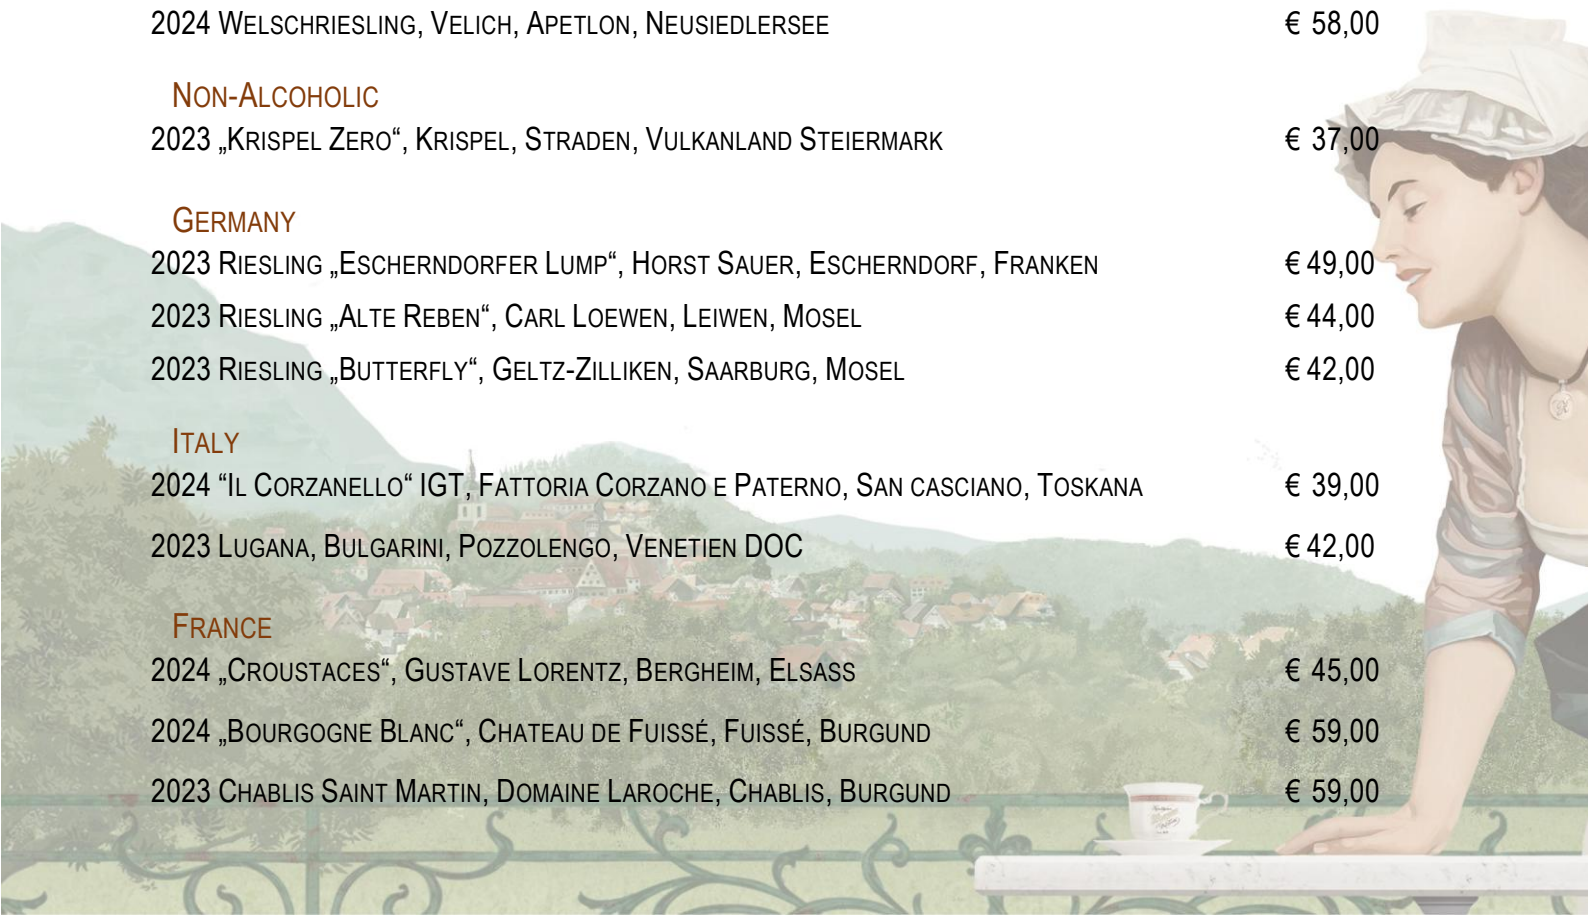 2024 Welschriesling, Velich, Apetlon, Neusiedlersee € 58,00
Non-Alcoholic
2023 „Krispel Zero“, Krispel, Straden, Vulkanland Steiermark € 37,00
Germany
2023 Riesling „Escherndorfer Lump“, Horst Sauer, Escherndorf, Franken € 49,00
2023 Riesling „Alte Reben“, Carl Loewen, Leiwen, Mosel € 44,00
2023 Riesling „Butterfly“, Geltz-Zilliken, Saarburg, Mosel € 42,00
Italy
2024 “Il Corzanello“ IGT, Fattoria Corzano e Paterno, San casciano, Toskana € 39,00
2023 Lugana, Bulgarini, Pozzolengo, Venetien DOC € 42,00
France
2024 „Croustaces“, Gustave Lorentz, Bergheim, Elsass € 45,00
2024 „Bourgogne Blanc“, Chateau de Fuissé, Fuissé, Burgund € 59,00
2023 Chablis Saint Martin, Domaine Laroche, Chablis, Burgund € 59,00